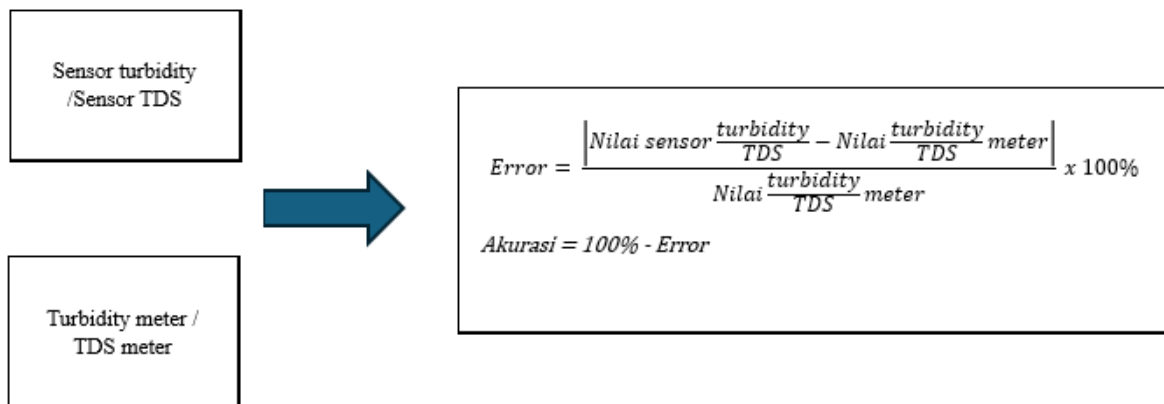 Sensor turbidity
/Sensor TDS
Turbidity meter /
TDS meter
Error = |Nilai sensor turbidity/TDS − Nilai turbidity/TDS meter| / Nilai turbidity/TDS meter x 100%
Akurasi = 100% - Error